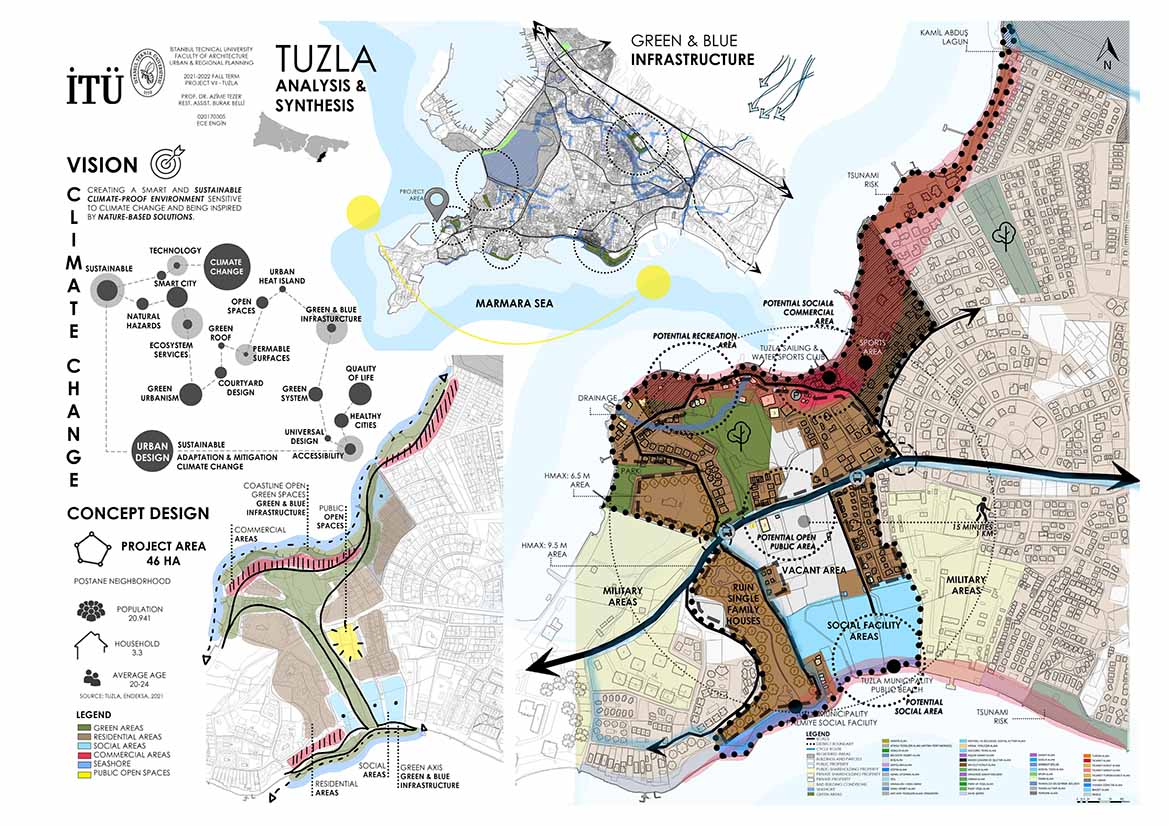 İTÜ
İSTANBUL TECNICAL UNIVERSITY
FACULTY OF ARCHITECTURE
URBAN & REGIONAL PLANNING
2021-2022 FALL TERM
PROJECT VII - TUZLA
PROF. DR. AZİME TEZER
REST. ASSIST. BURAK BELLİ
020170305
ECE ENGİN
TUZLA
ANALYSIS &
SYNTHESIS
VISION
CREATING A SMART AND SUSTAINABLE
CLIMATE-PROOF ENVIRONMENT SENSITIVE
TO CLIMATE CHANGE AND BEING INSPIRED
BY NATURE-BASED SOLUTIONS.
CLIMATE CHANGE
TECHNOLOGY
CLIMATE
CHANGE
SUSTAINABLE
SMART CITY
URBAN
HEAT ISLAND
NATURAL
HAZARDS
OPEN
SPACES
GREEN & BLUE
INFRASTURCTURE
ECOSYSTEM
SERVICES
GREEN
ROOF
PERMABLE
SURFACES
GREEN
URBANISM
COURTYARD
DESIGN
GREEN
SYSTEM
QUALITY
OF LIFE
HEALTHY
CITIES
UNIVERSAL
DESIGN
ACCESSIBILITY
URBAN
DESIGN
SUSTAINABLE
ADAPTATION & MITIGATION
CLIMATE CHANGE
CONCEPT DESIGN
PROJECT AREA
46 HA
POSTANE NEIGHBORHOOD
POPULATION
20.941
HOUSEHOLD
3.3
AVERAGE AGE
20-24
SOURCE: TUZLA, ENDEKSA, 2021
LEGEND
GREEN AREAS
RESIDENTIAL AREAS
SOCIAL AREAS
COMMERCIAL AREAS
SEASHORE
PUBLIC OPEN SPACES
COASTLINE OPEN
GREEN SPACES
GREEN & BLUE
INFRASTRUCTURE
PUBLIC
OPEN
SPACES
COMMERCIAL
AREAS
RESIDENTIAL
AREAS
SOCIAL
AREAS
GREEN AXIS
GREEN & BLUE
INFRASTRUCTURE
GREEN & BLUE
INFRASTRUCTURE
PROJECT
AREA
MARMARA SEA
KAMİL ABDUŞ
LAGUN
N
TSUNAMI
RISK
POTENTIAL SOCIAL&
COMMERCIAL
AREA
POTENTIAL RECREATION
AREA
TUZLA SAILING &
WATER SPORTS CLUB
SPORTS
AREA
DRAINAGE
PARK
HMAX: 6.5 M
AREA
HMAX: 9.5 M
AREA
15 MINUTES
1 KM
POTENTIAL OPEN
PUBLIC AREA
VACANT AREA
MILITARY
AREAS
RUIN
SINGLE
FAMILY
HOUSES
MILITARY
AREAS
SOCIAL FACILITY
AREAS
TUZLA MUNICIPALITY
PUBLIC BEACH
POTENTIAL
SOCIAL AREA
TSUNAMI
RISK
MUNICIPALITY
PALMİYE SOCIAL FACILITY
LEGEND